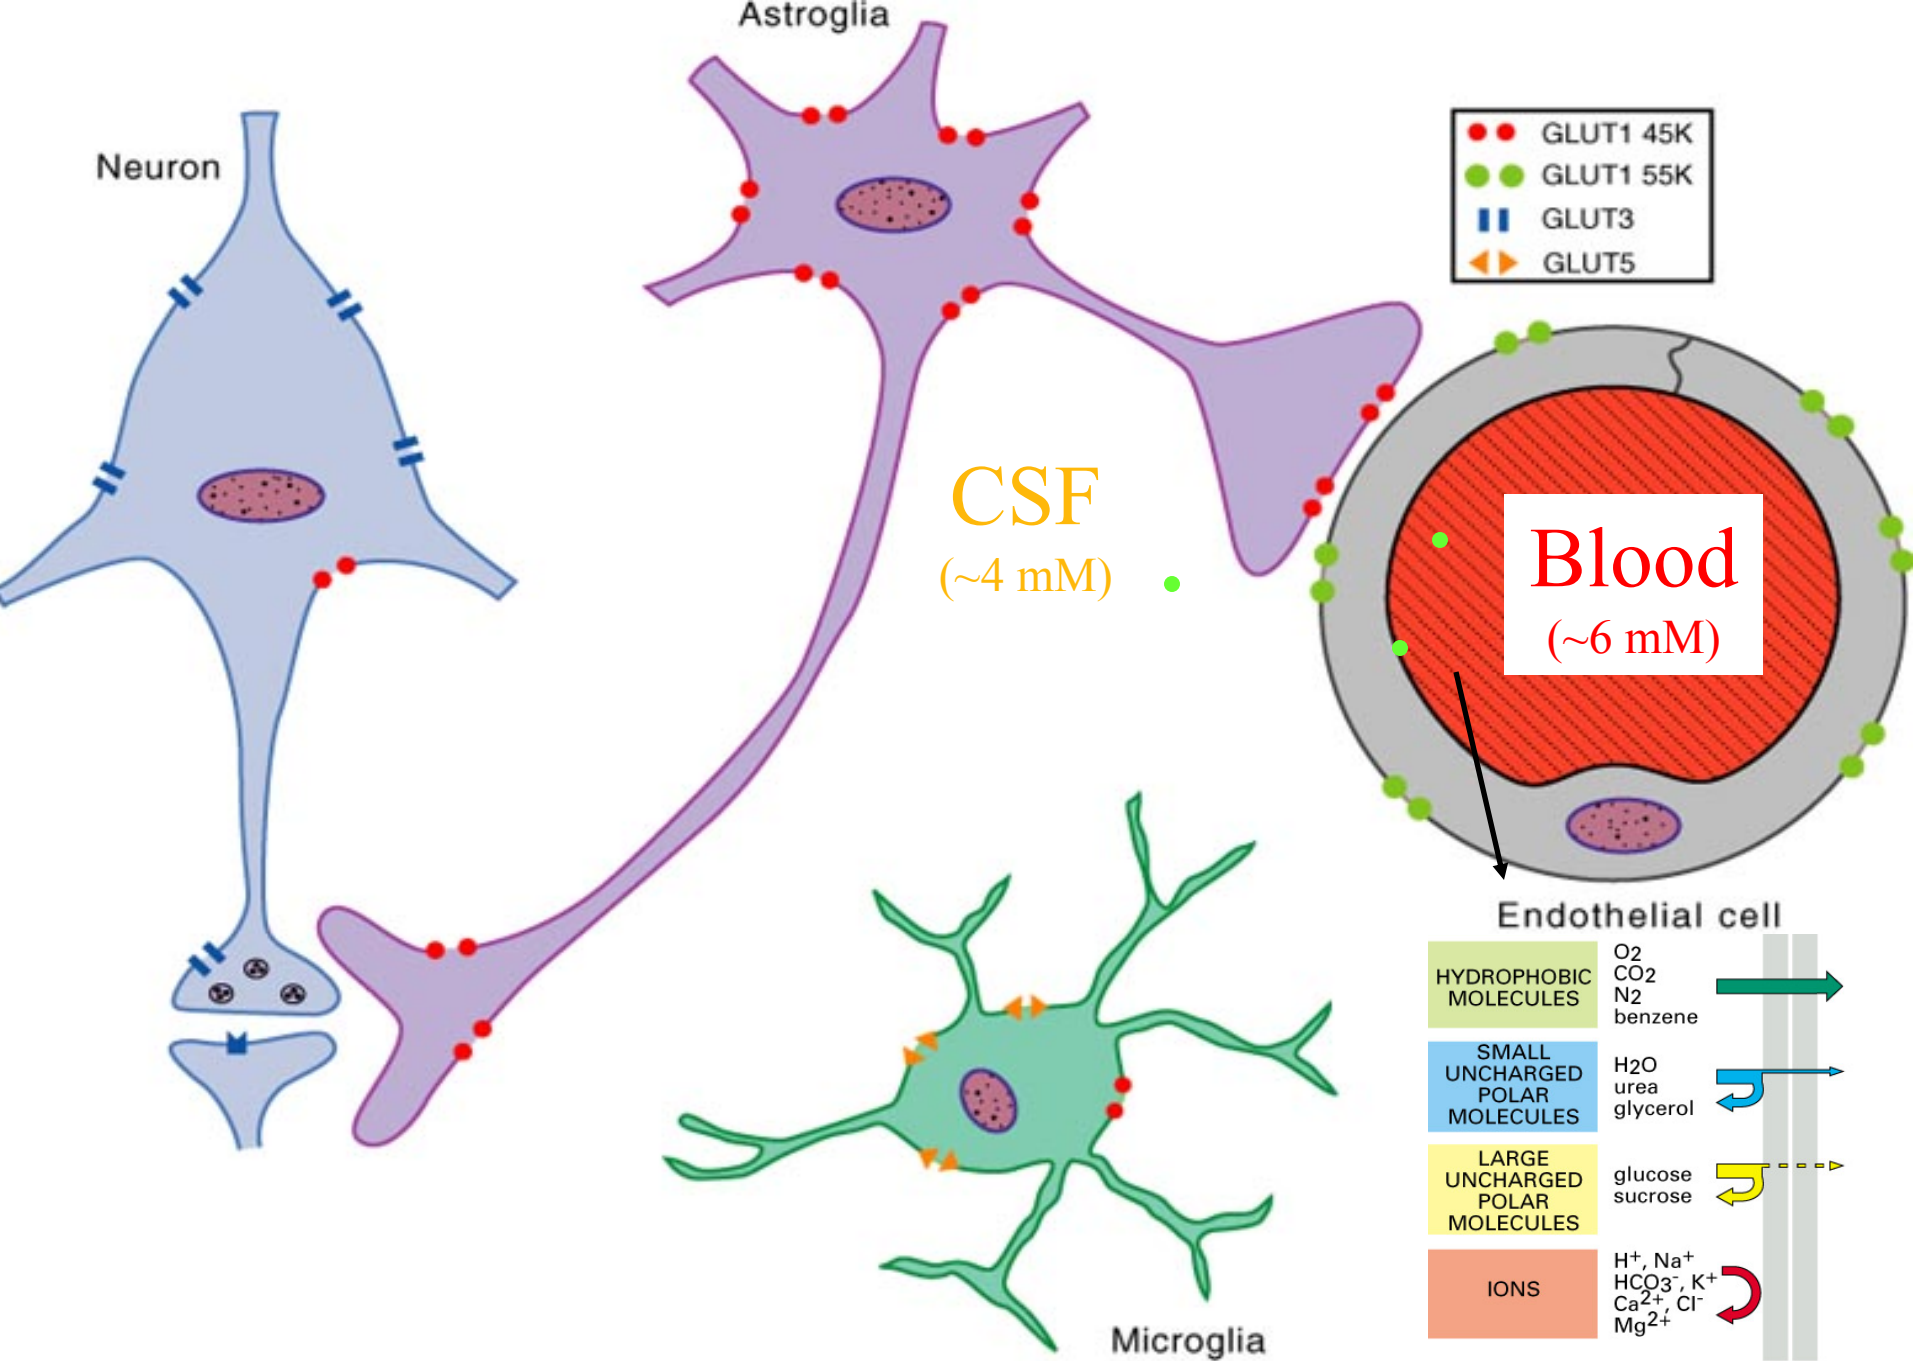 Astroglia
Neuron
GLUT1 45K
GLUT1 55K
GLUT3
GLUT5
CSF
(~4 mM)
Blood
(~6 mM)
Endothelial cell
HYDROPHOBIC
MOLECULES
O2
CO2
N2
benzene
SMALL
UNCHARGED
POLAR
MOLECULES
H2O
urea
glycerol
LARGE
UNCHARGED
POLAR
MOLECULES
glucose
sucrose
IONS
H+, Na+
HCO3-, K+
Ca2+, Cl-
Mg2+
Microglia